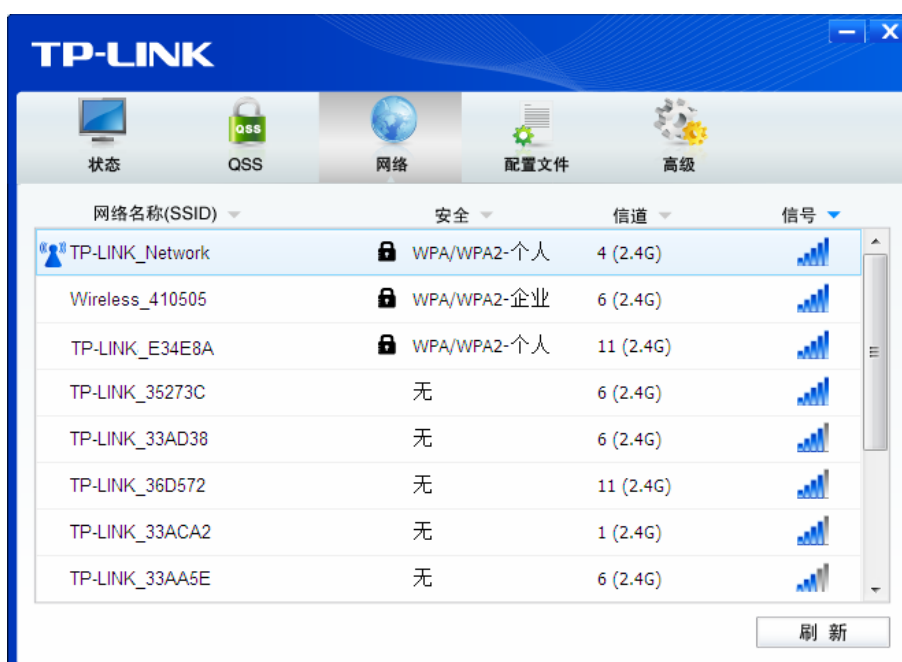 TP-LINK
QSS
状态 QSS 网络 配置文件 高级
网络名称(SSID) 安全 信道 信号
TP-LINK_Network WPA/WPA2-个人 4 (2.4G)
Wireless_410505 WPA/WPA2-企业 6 (2.4G)
TP-LINK_E34E8A WPA/WPA2-个人 11 (2.4G)
TP-LINK_35273C 无 6 (2.4G)
TP-LINK_33AD38 无 6 (2.4G)
TP-LINK_36D572 无 11 (2.4G)
TP-LINK_33ACA2 无 1 (2.4G)
TP-LINK_33AA5E 无 6 (2.4G)
刷 新